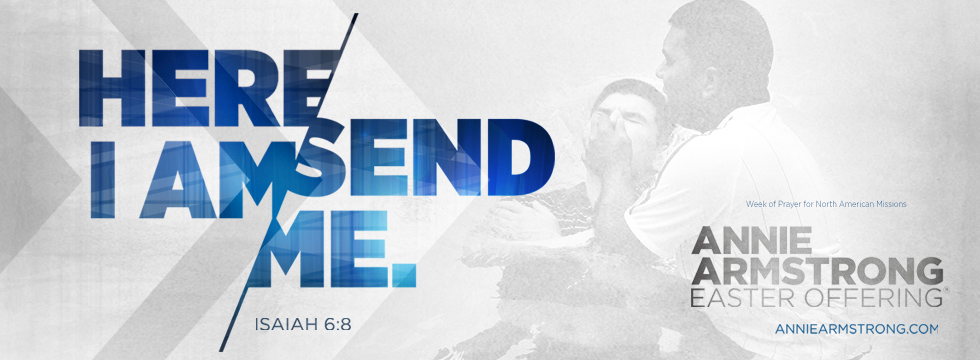 HERE
I AM SEND
ME.
ISAIAH 6:8
Week of Prayer for North American Missions
ANNIE
ARMSTRONG
EASTER OFFERING®
ANNIEARMSTRONG.COM